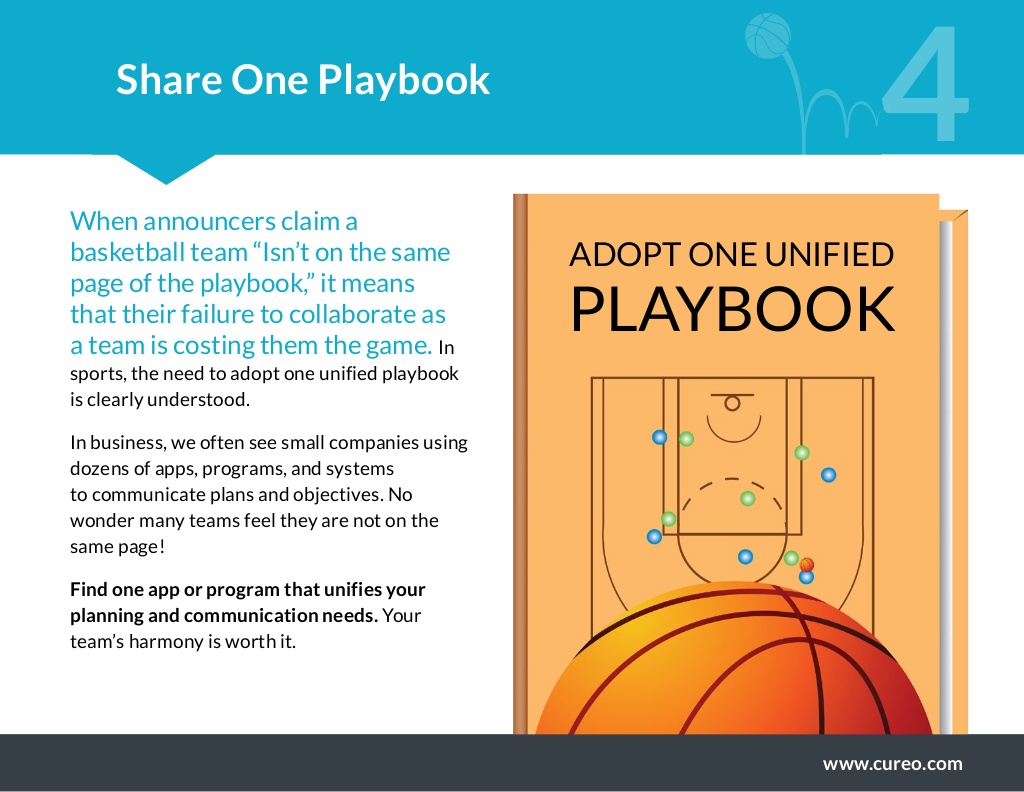 Share One Playbook
4
When announcers claim a
basketball team “Isn’t on the same
page of the playbook,” it means
that their failure to collaborate as
a team is costing them the game. In
sports, the need to adopt one unified playbook
is clearly understood.
In business, we often see small companies using
dozens of apps, programs, and systems
to communicate plans and objectives. No
wonder many teams feel they are not on the
same page!
Find one app or program that unifies your
planning and communication needs. Your
team’s harmony is worth it.
ADOPT ONE UNIFIED
PLAYBOOK
www.cureo.com